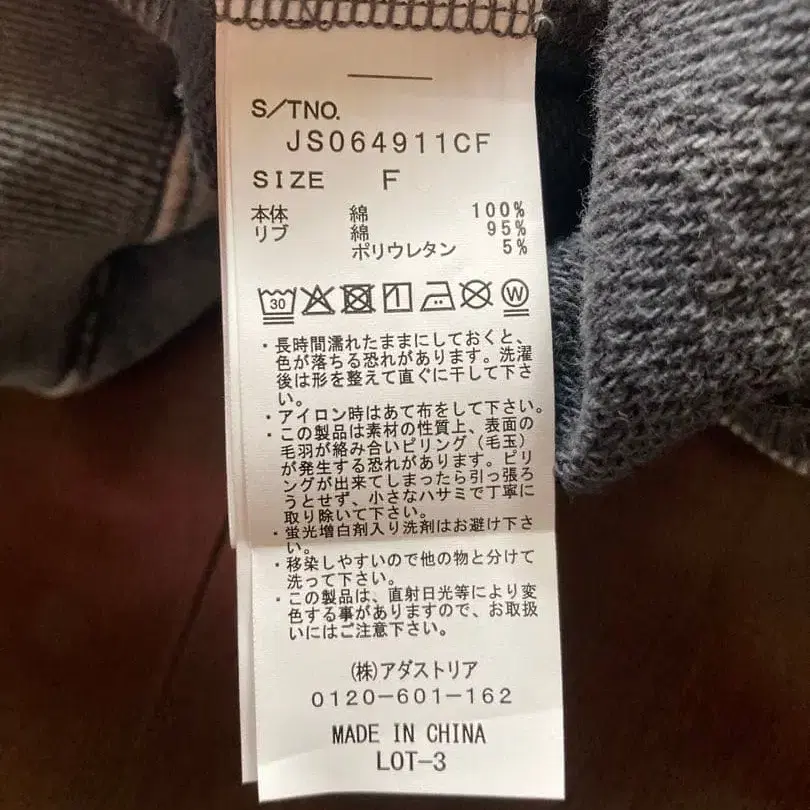 S/TNO.
JS064911CF
SIZE F
本体 綿 100%
リブ 綿 95%
ポリウレタン 5%
30 W
・長時間濡れたままにしておくと、
色が落ちる恐れがあります。洗濯
後は形を整えて直ぐに干して下さ
い。
・アイロン時はあて布をして下さい。
・この製品は素材の性質上、表面の
毛羽が絡み合いピリング(毛玉)
が発生する恐れがあります。ピリ
ングが出来てしまったら引っ張ろ
うとせず、小さなハサミで丁寧に
取り除いて下さい。
・蛍光増白剤入り洗剤はお避け下さ
い。
・移染しやすいので他の物と分けて
洗って下さい。
・この製品は、直射日光等により変
色する事がありますので、お取扱
いにはご注意下さい。
(株)アダストリア
0120-601-162
MADE IN CHINA
LOT-3